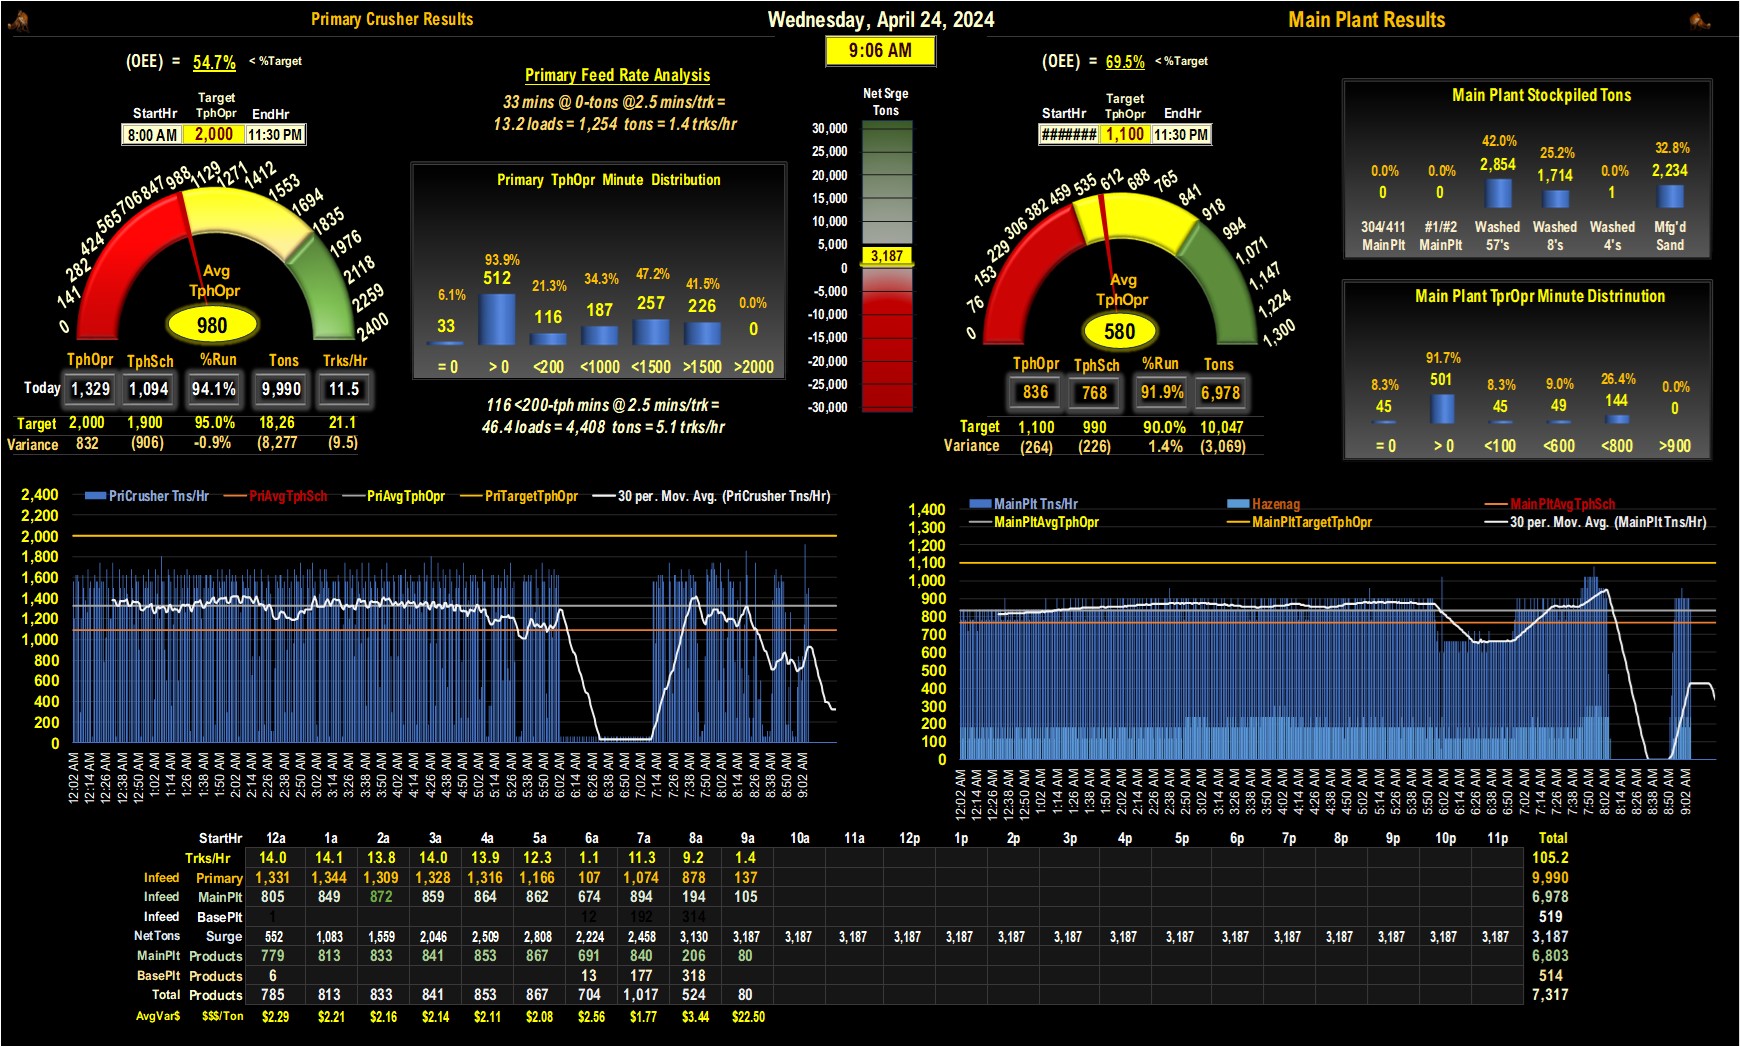 Primary Crusher Results
Wednesday, April 24, 2024
Main Plant Results
9:06 AM
(OEE) = 54.7% < %Target
StartHr Target TphOpr EndHr
8:00 AM 2,000 11:30 PM
0 141 282 424 565 706 847 988 1129 1271 1412 1553 1694 1835 1976 2118 2259 2400
Avg
TphOpr
980
TphOpr TphSch %Run Tons Trks/Hr
Today 1,329 1,094 94.1% 9,990 11.5
Target 2,000 1,900 95.0% 18,26 21.1
Variance 832 (906) -0.9% (8,277 (9.5)
Primary Feed Rate Analysis
33 mins @ 0-tons @2.5 mins/trk =
13.2 loads = 1,254 tons = 1.4 trks/hr
Primary TphOpr Minute Distribution
6.1% 93.9% 21.3% 34.3% 47.2% 41.5% 0.0%
33 512 116 187 257 226 0
= 0 > 0 <200 <1000 <1500 >1500 >2000
116 <200-tph mins @ 2.5 mins/trk =
46.4 loads = 4,408 tons = 5.1 trks/hr
Net Srge
Tons
30,000
25,000
20,000
15,000
10,000
5,000
3,187
0
-5,000
-10,000
-15,000
-20,000
-25,000
-30,000
(OEE) = 69.5% < %Target
StartHr Target TphOpr EndHr
####### 1,100 11:30 PM
0 76 153 229 306 382 459 535 612 688 765 841 918 994 1,071 1,147 1,224 1,300
Avg
TphOpr
580
TphOpr TphSch %Run Tons
836 768 91.9% 6,978
Target 1,100 990 90.0% 10,047
Variance (264) (226) 1.4% (3,069)
Main Plant Stockpiled Tons
0.0% 0.0% 42.0% 25.2% 0.0% 32.8%
0 0 2,854 1,714 1 2,234
304/411 #1/#2 Washed Washed Washed Mfg'd
MainPlt MainPlt 57's 8's 4's Sand
Main Plant TprOpr Minute Distrinution
8.3% 91.7% 8.3% 9.0% 26.4% 0.0%
45 501 45 49 144 0
= 0 > 0 <100 <600 <800 >900
PriCrusher Tns/Hr PriAvgTphSch PriAvgTphOpr PriTargetTphOpr 30 per. Mov. Avg. (PriCrusher Tns/Hr)
2,400
2,200
2,000
1,800
1,600
1,400
1,200
1,000
800
600
400
200
0
12:02 AM 12:14 AM 12:26 AM 12:38 AM 12:50 AM 1:02 AM 1:14 AM 1:26 AM 1:38 AM 1:50 AM 2:02 AM 2:14 AM 2:26 AM 2:38 AM 2:50 AM 3:02 AM 3:14 AM 3:26 AM 3:38 AM 3:50 AM 4:02 AM 4:14 AM 4:26 AM 4:38 AM 4:50 AM 5:02 AM 5:14 AM 5:26 AM 5:38 AM 5:50 AM 6:02 AM 6:14 AM 6:26 AM 6:38 AM 6:50 AM 7:02 AM 7:14 AM 7:26 AM 7:38 AM 7:50 AM 8:02 AM 8:14 AM 8:26 AM 8:38 AM 8:50 AM 9:02 AM
MainPlt Tns/Hr Hazenag MainPltAvgTphSch
MainPltAvgTphOpr MainPltTargetTphOpr 30 per. Mov. Avg. (MainPlt Tns/Hr)
1,400
1,300
1,200
1,100
1,000
900
800
700
600
500
400
300
200
100
0
12:02 AM 12:14 AM 12:26 AM 12:38 AM 12:50 AM 1:02 AM 1:14 AM 1:26 AM 1:38 AM 1:50 AM 2:02 AM 2:14 AM 2:26 AM 2:38 AM 2:50 AM 3:02 AM 3:14 AM 3:26 AM 3:38 AM 3:50 AM 4:02 AM 4:14 AM 4:26 AM 4:38 AM 4:50 AM 5:02 AM 5:14 AM 5:26 AM 5:38 AM 5:50 AM 6:02 AM 6:14 AM 6:26 AM 6:38 AM 6:50 AM 7:02 AM 7:14 AM 7:26 AM 7:38 AM 7:50 AM 8:02 AM 8:14 AM 8:26 AM 8:38 AM 8:50 AM 9:02 AM
StartHr 12a 1a 2a 3a 4a 5a 6a 7a 8a 9a 10a 11a 12p 1p 2p 3p 4p 5p 6p 7p 8p 9p 10p 11p Total
Trks/Hr 14.0 14.1 13.8 14.0 13.9 12.3 1.1 11.3 9.2 1.4 105.2
Infeed Primary 1,331 1,344 1,309 1,328 1,316 1,166 107 1,074 878 137 9,990
Infeed MainPlt 805 849 872 859 864 862 674 894 194 105 6,978
Infeed BasePlt 1 12 192 314 519
NetTons Surge 552 1,083 1,559 2,046 2,509 2,808 2,224 2,458 3,130 3,187 3,187 3,187 3,187 3,187 3,187 3,187 3,187 3,187 3,187 3,187 3,187 3,187 3,187 3,187 3,187
MainPlt Products 779 813 833 841 853 867 691 840 206 80 6,803
BasePlt Products 6 13 177 318 514
Total Products 785 813 833 841 853 867 704 1,017 524 80 7,317
AvgVar$ $$$/Ton $2.29 $2.21 $2.16 $2.14 $2.11 $2.08 $2.56 $1.77 $3.44 $22.50